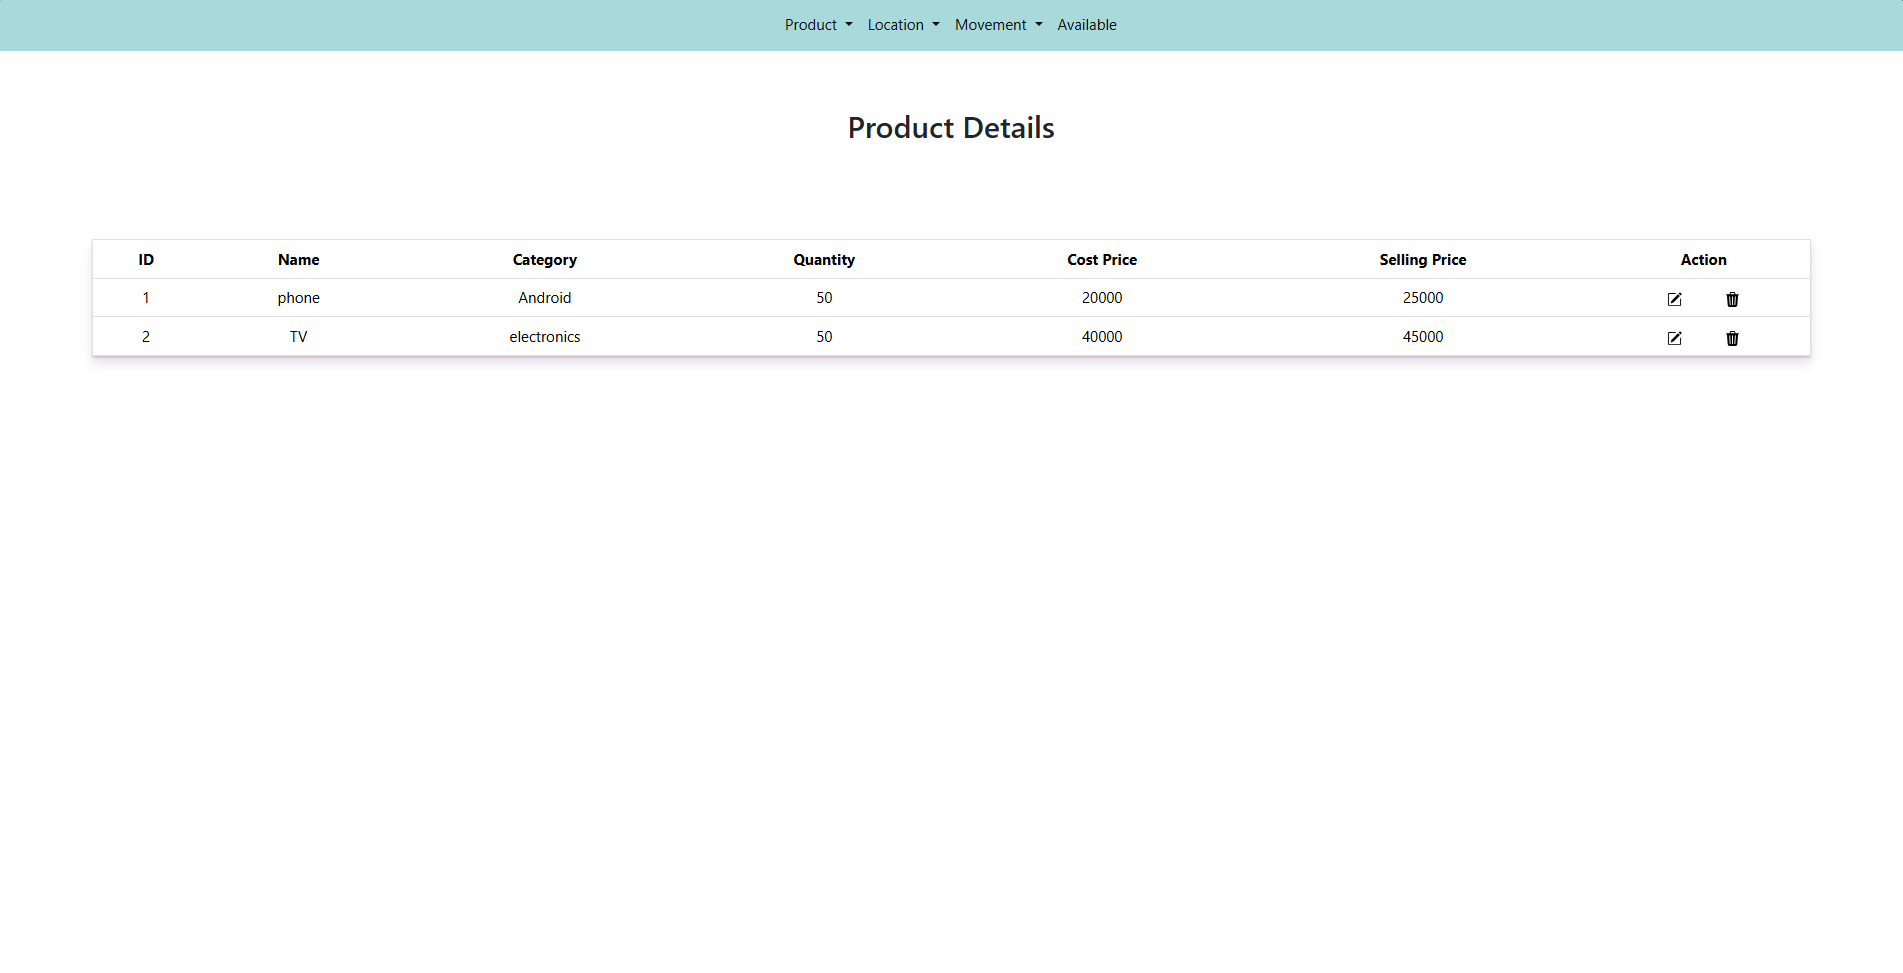 Product Location Movement Available
Product Details
ID Name Category Quantity Cost Price Selling Price Action
1 phone Android 50 20000 25000
2 TV electronics 50 40000 45000